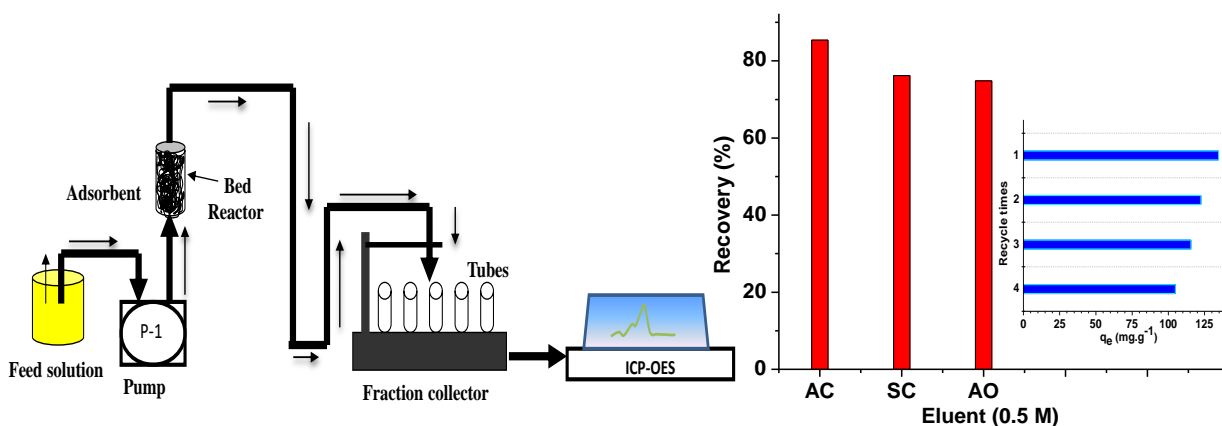 Adsorbent
Bed
Reactor
Feed solution
P-1
Pump
Tubes
Fraction collector
ICP-OES
Recovery (%)
80
60
40
20
0
AC SC AO
Eluent (0.5 M)
Recycle times
1
2
3
4
0 25 50 75 100 125
qe (mg.g-1)